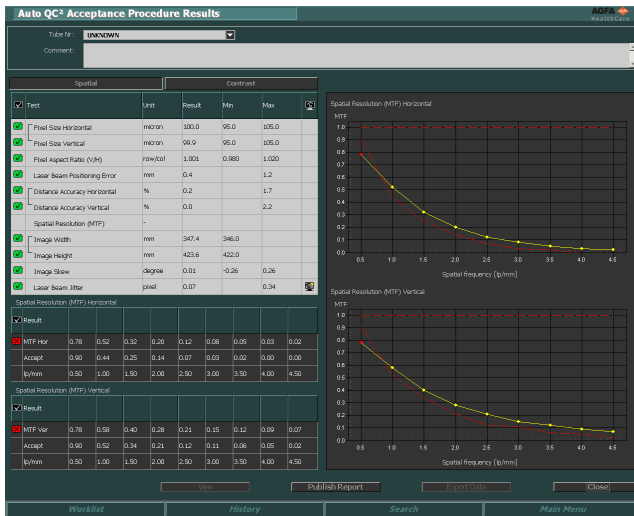 Auto QC² Acceptance Procedure Results
AGFA
HealthCare
Tube Nr: UNKNOWN
Comment:
Spatial Contrast
Test Unit Result Min Max
Pixel Size Horizontal micron 100.0 95.0 105.0
Pixel Size Vertical micron 99.9 95.0 105.0
Pixel Aspect Ratio (V/H) row/col 1.001 0.980 1.020
Laser Beam Positioning Error mm 0.4 1.2
Distance Accuracy Horizontal % 0.2 1.7
Distance Accuracy Vertical % 0.0 2.2
Spatial Resolution (MTF) -
Image Width mm 347.4 346.0
Image Height mm 423.6 422.0
Image Skew degree 0.01 -0.26 0.26
Laser Beam Jitter pixel 0.07 0.34
Spatial Resolution (MTF) Horizontal
Result
MTF Hor 0.78 0.52 0.32 0.20 0.12 0.08 0.05 0.03 0.02
Accept 0.90 0.44 0.25 0.14 0.07 0.03 0.02 0.00 0.00
lp/mm 0.50 1.00 1.50 2.00 2.50 3.00 3.50 4.00 4.50
Spatial Resolution (MTF) Vertical
Result
MTF Ver 0.78 0.58 0.40 0.28 0.21 0.15 0.12 0.09 0.07
Accept 0.90 0.52 0.34 0.21 0.12 0.11 0.06 0.05 0.02
lp/mm 0.50 1.00 1.50 2.00 2.50 3.00 3.50 4.00 4.50
Spatial Resolution (MTF) Horizontal
MTF
1.0
0.9
0.8
0.7
0.6
0.5
0.4
0.3
0.2
0.1
0.0
0.5 1.0 1.5 2.0 2.5 3.0 3.5 4.0 4.5
Spatial frequency [lp/mm]
Spatial Resolution (MTF) Vertical
MTF
1.0
0.9
0.8
0.7
0.6
0.5
0.4
0.3
0.2
0.1
0.0
0.5 1.0 1.5 2.0 2.5 3.0 3.5 4.0 4.5
Spatial frequency [lp/mm]
View Publish Report Export Data Close
Worklist History Search Main Menu